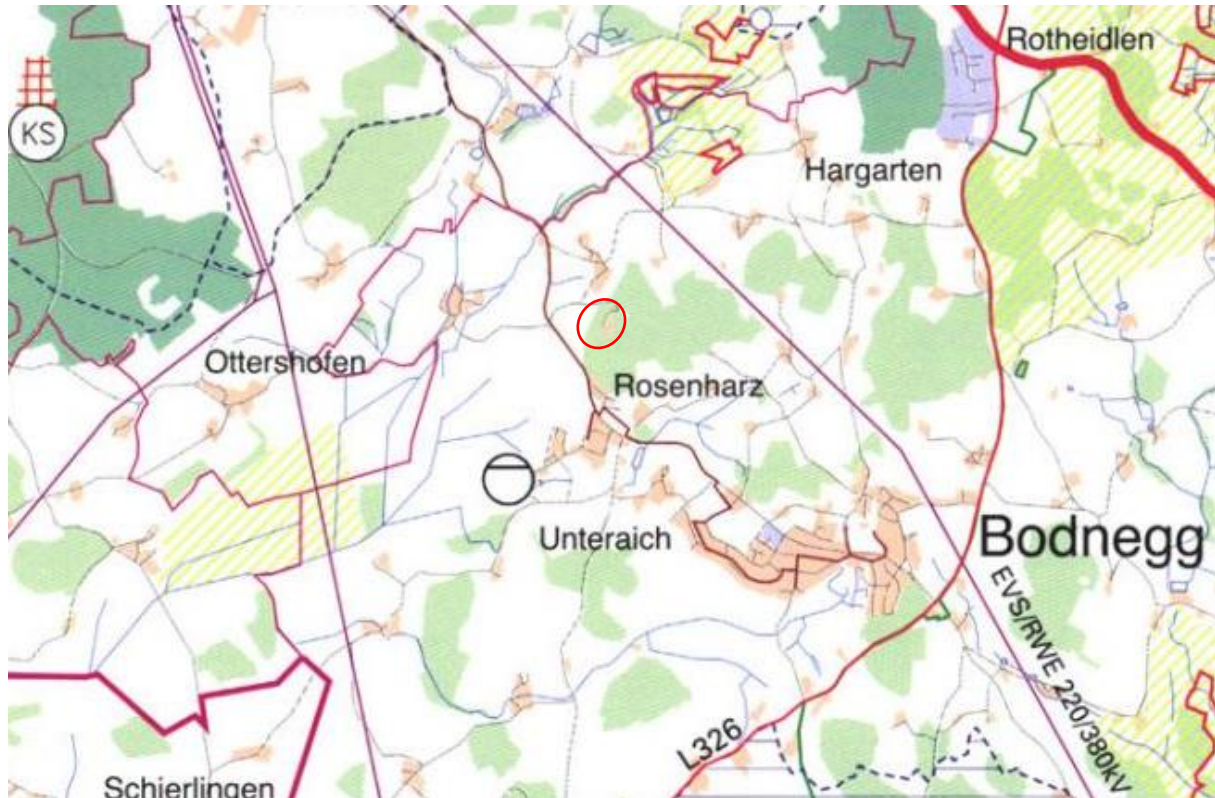 Rotheidlen
KS
Hargarten
Ottershofen
Rosenharz
Unteraich
Bodnegg
EVS/RWE 220/380kV
L326
Schierlingen